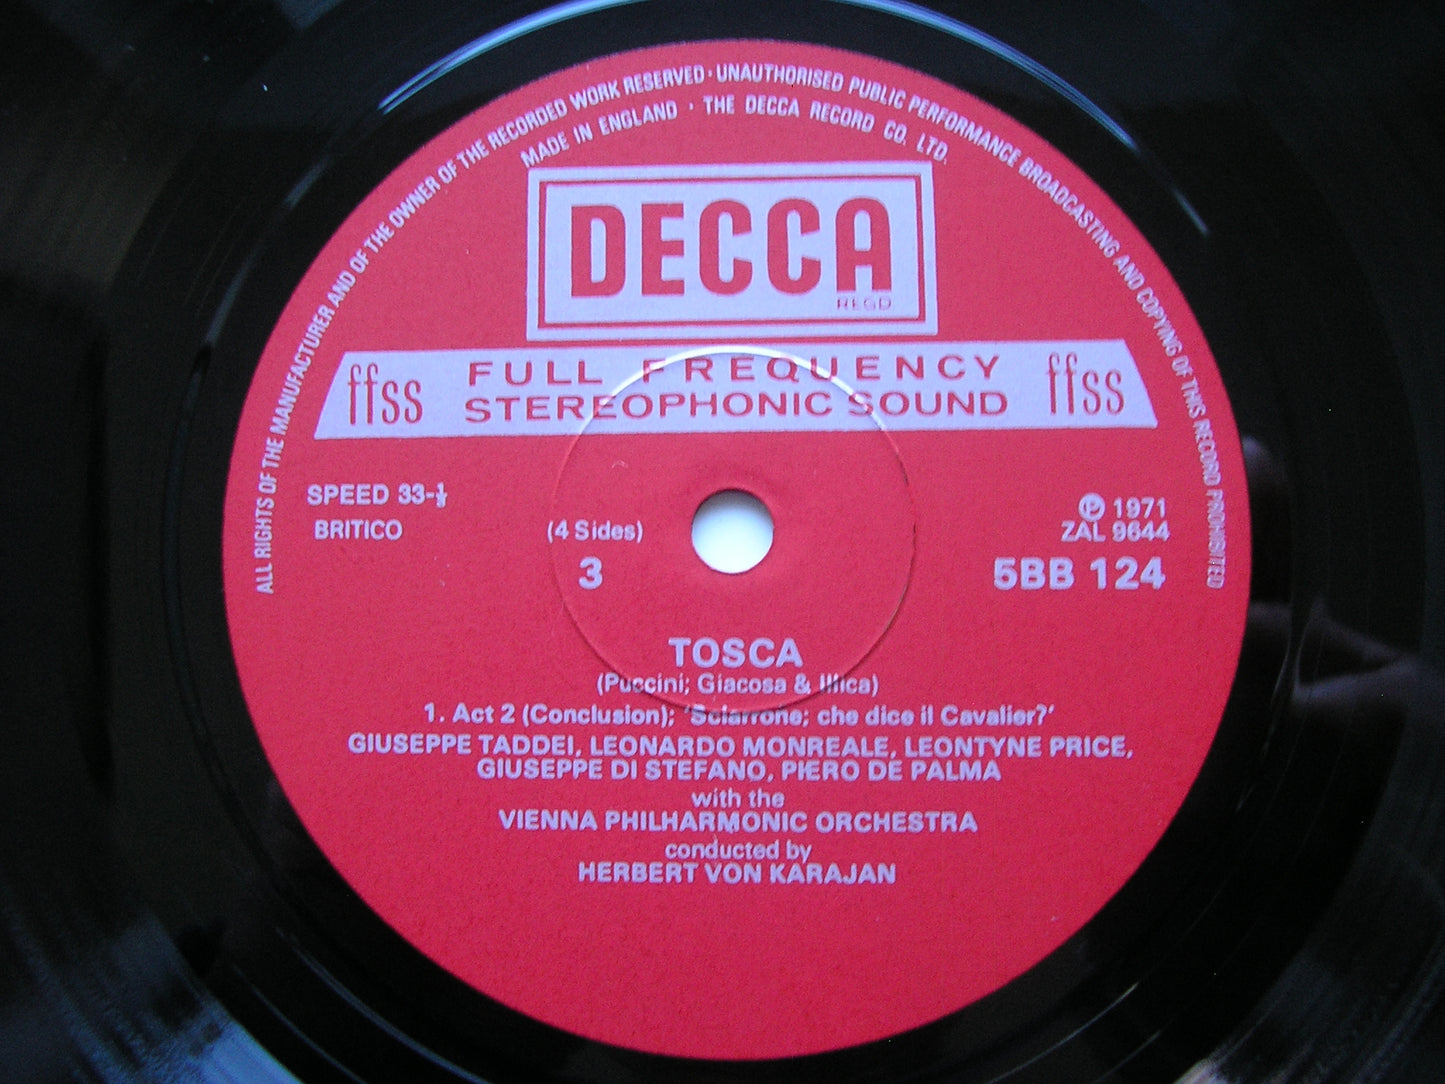 ALL RIGHTS OF THE MANUFACTURER AND OF THE OWNER OF THE RECORDED WORK RESERVED · UNAUTHORISED PUBLIC PERFORMANCE BROADCASTING AND COPYING OF THIS RECORD PROHIBITED
MADE IN ENGLAND · THE DECCA RECORD CO. LTD.
DECCA
REGD
ffss FULL FREQUENCY ffss
STEREOPHONIC SOUND
SPEED 33-⅓
℗ 1971
BRITICO (4 Sides) ZAL 9644
3 5BB 124
TOSCA
(Puccini; Giacosa & Illica)
1. Act 2 (Conclusion); 'Sciarrone; che dice il Cavalier?'
GIUSEPPE TADDEI, LEONARDO MONREALE, LEONTYNE PRICE,
GIUSEPPE DI STEFANO, PIERO DE PALMA
with the
VIENNA PHILHARMONIC ORCHESTRA
conducted by
HERBERT VON KARAJAN